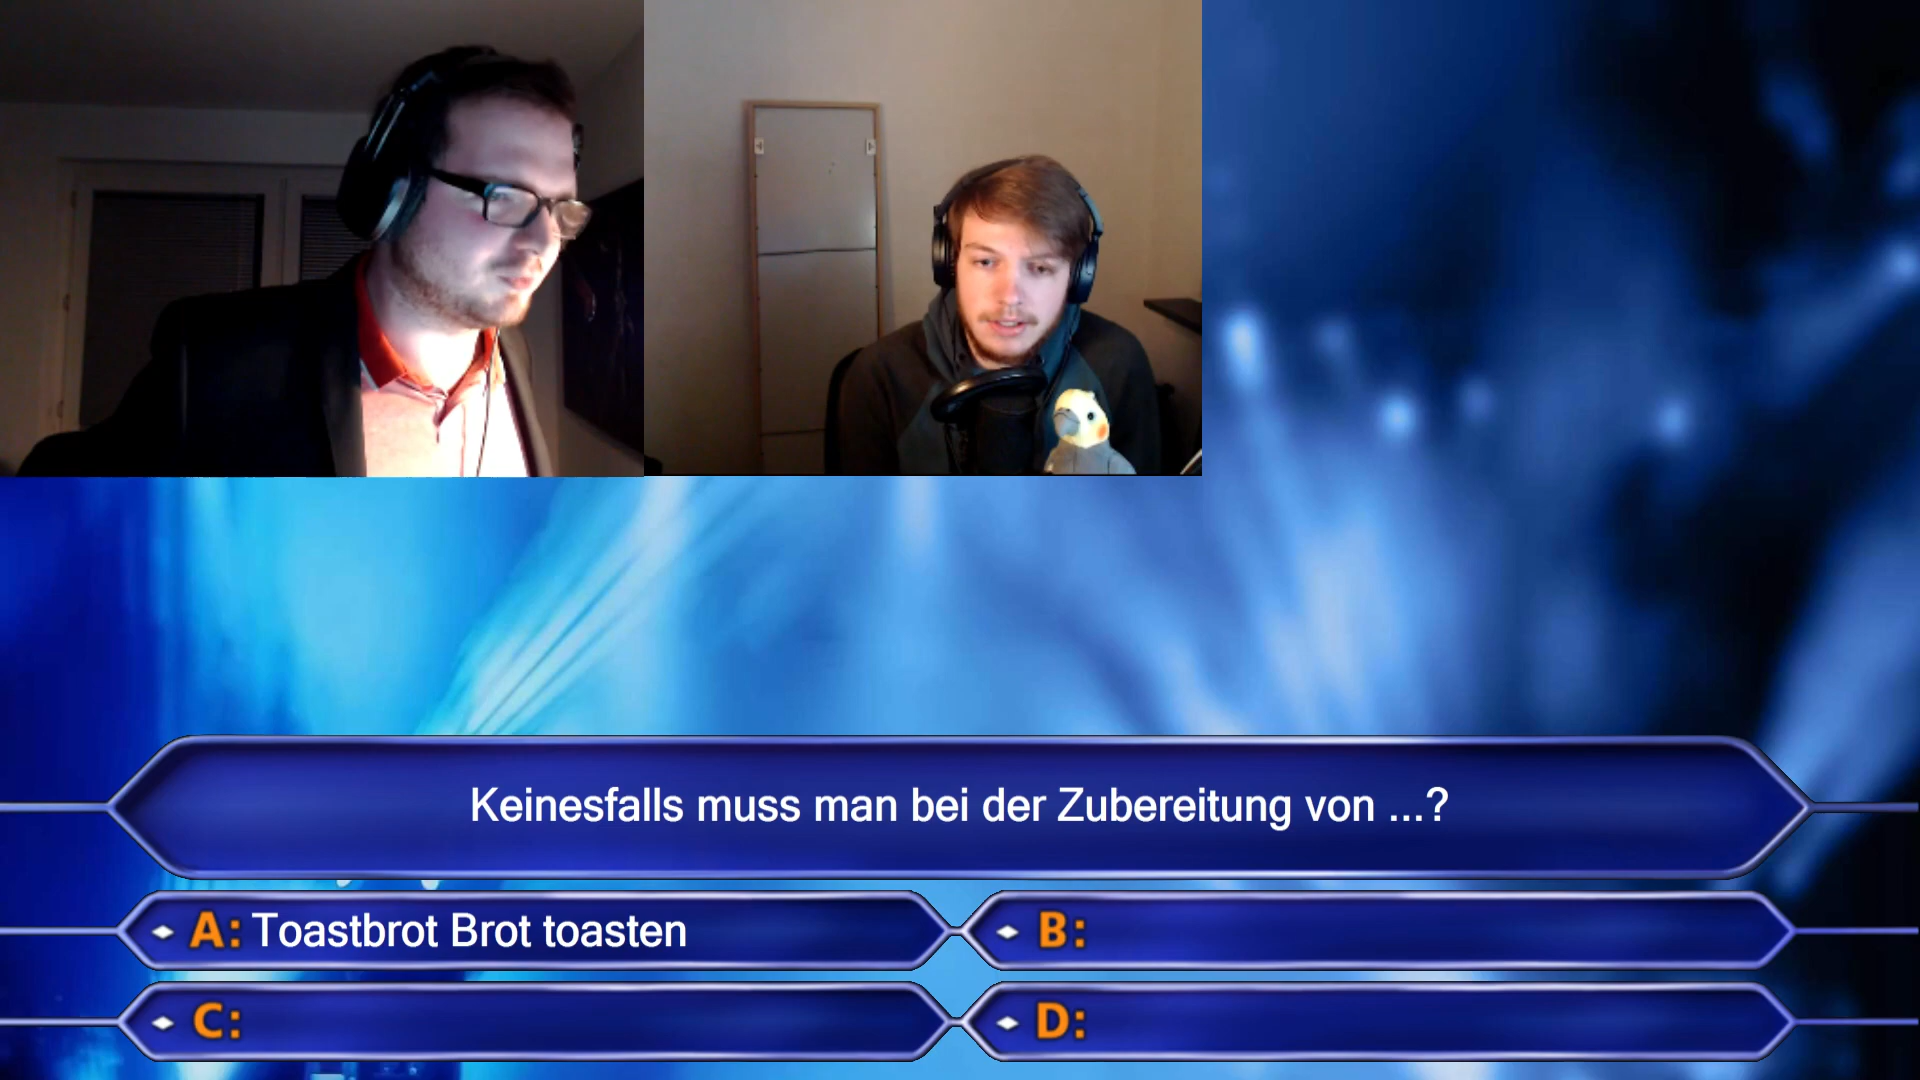 Keinesfalls muss man bei der Zubereitung von ...?
A: Toastbrot Brot toasten
B:
C:
D: